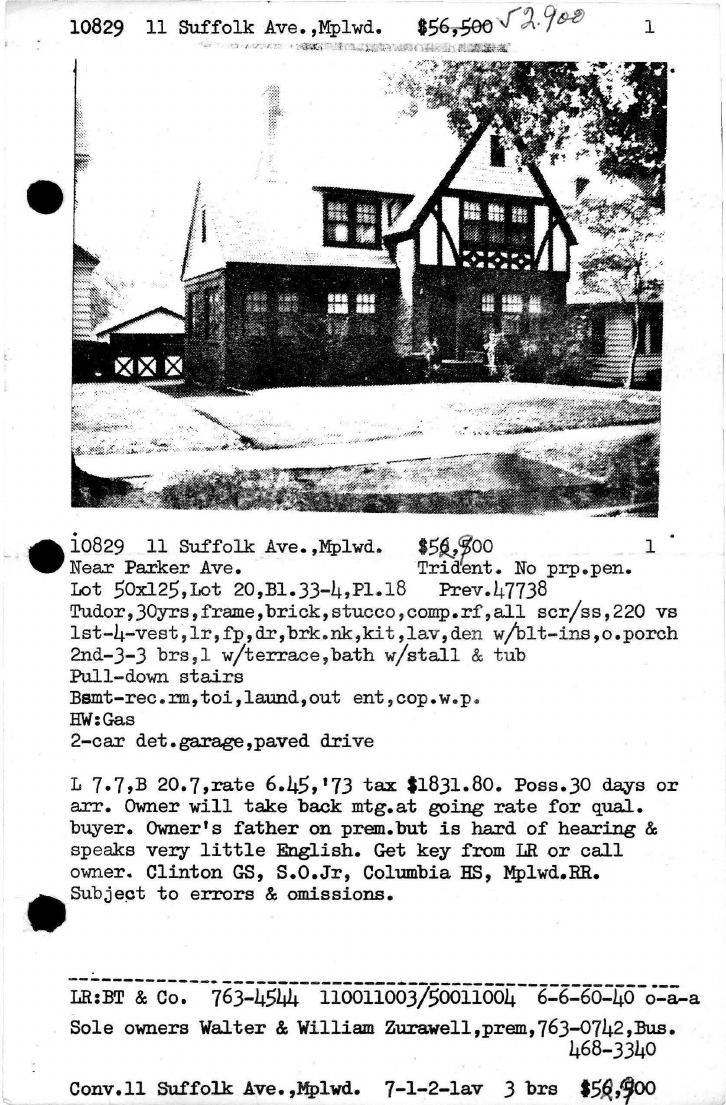 10829 11 Suffolk Ave.,Mplwd. $56,500 52.900 1
10829 11 Suffolk Ave.,Mplwd. $52,900 1
Near Parker Ave. Trident. No prp.pen.
Lot 50x125,Lot 20,Bl.33-4,Pl.18 Prev.47738
Tudor,30yrs,frame,brick,stucco,comp.rf,all scr/ss,220 vs
1st-4-vest,lr,fp,dr,brk.nk,kit,lav,den w/blt-ins,o.porch
2nd-3-3 brs,1 w/terrace,bath w/stall & tub
Pull-down stairs
Bsmt-rec.rm,toi,laund,out ent,cop.w.p.
HW:Gas
2-car det.garage,paved drive
L 7.7,B 20.7,rate 6.45,'73 tax $1831.80. Poss.30 days or
arr. Owner will take back mtg.at going rate for qual.
buyer. Owner's father on prem.but is hard of hearing &
speaks very little English. Get key from LR or call
owner. Clinton GS, S.O.Jr, Columbia HS, Mplwd.RR.
Subject to errors & omissions.
LR:BT & Co. 763-4544 110011003/50011004 6-6-60-40 o-a-a
Sole owners Walter & William Zurawell,prem,763-0742,Bus.
468-3340
Conv.11 Suffolk Ave.,Mplwd. 7-1-2-lav 3 brs $52,900